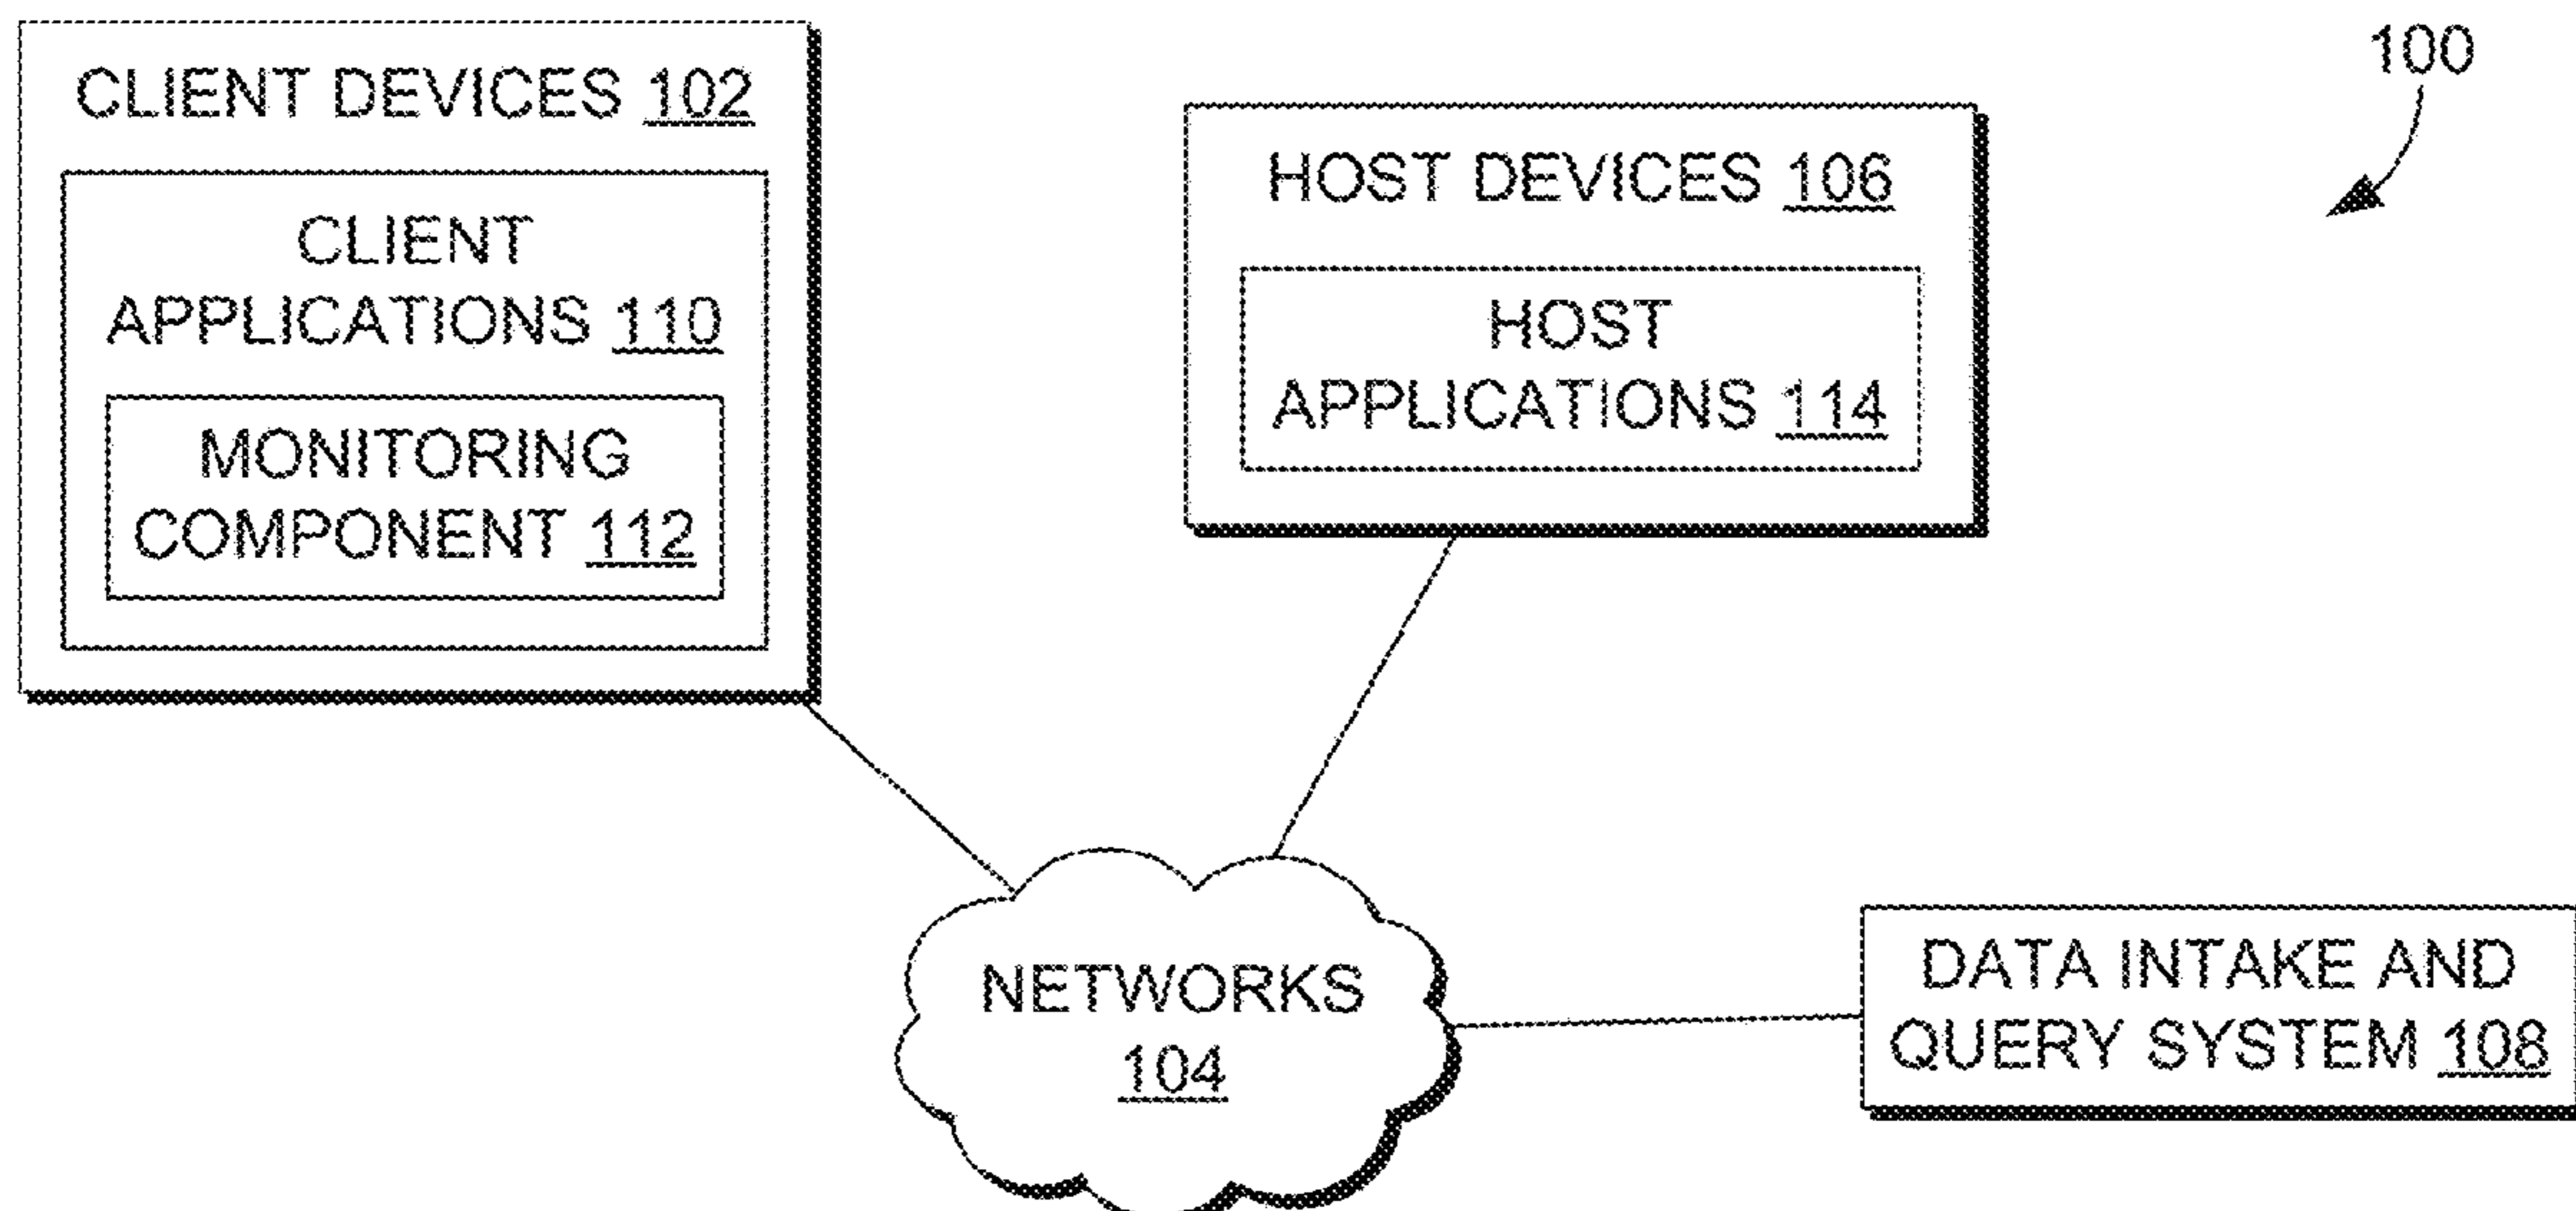 CLIENT DEVICES 102
CLIENT
APPLICATIONS 110
MONITORING
COMPONENT 112
HOST DEVICES 106
HOST
APPLICATIONS 114
100
NETWORKS
104
DATA INTAKE AND
QUERY SYSTEM 108